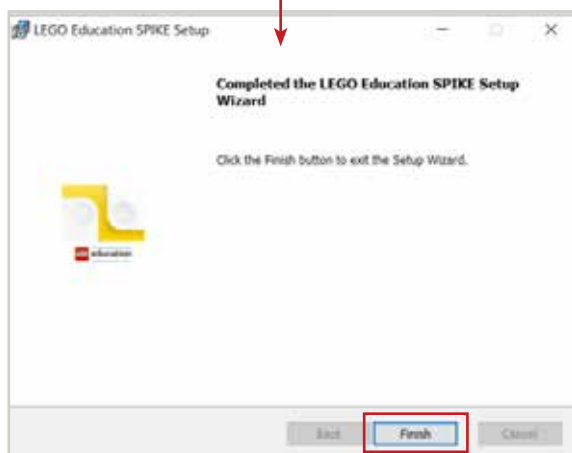 LEGO Education SPIKE Setup
Completed the LEGO Education SPIKE Setup
Wizard
Click the Finish button to exit the Setup Wizard.
education
Back
Finish
Cancel